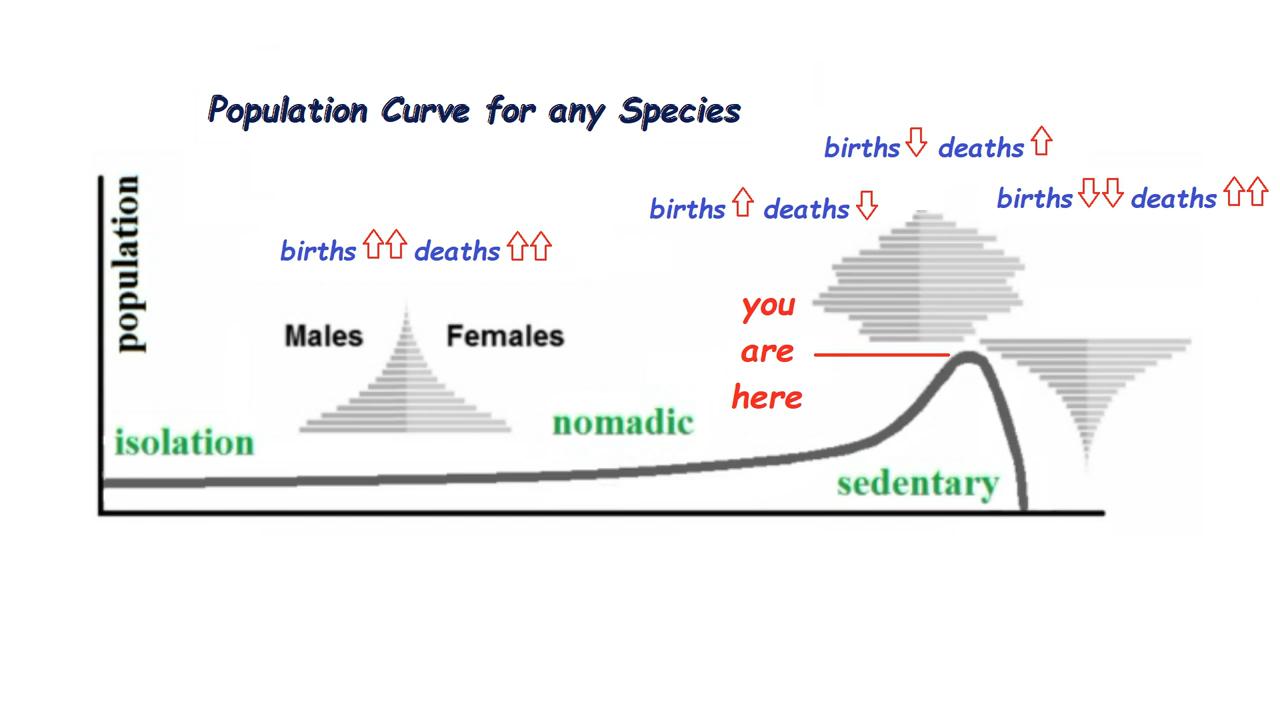 Population Curve for any Species
births deaths
births deaths
births deaths
births deaths
population
Males Females
you
are
here
isolation
nomadic
sedentary